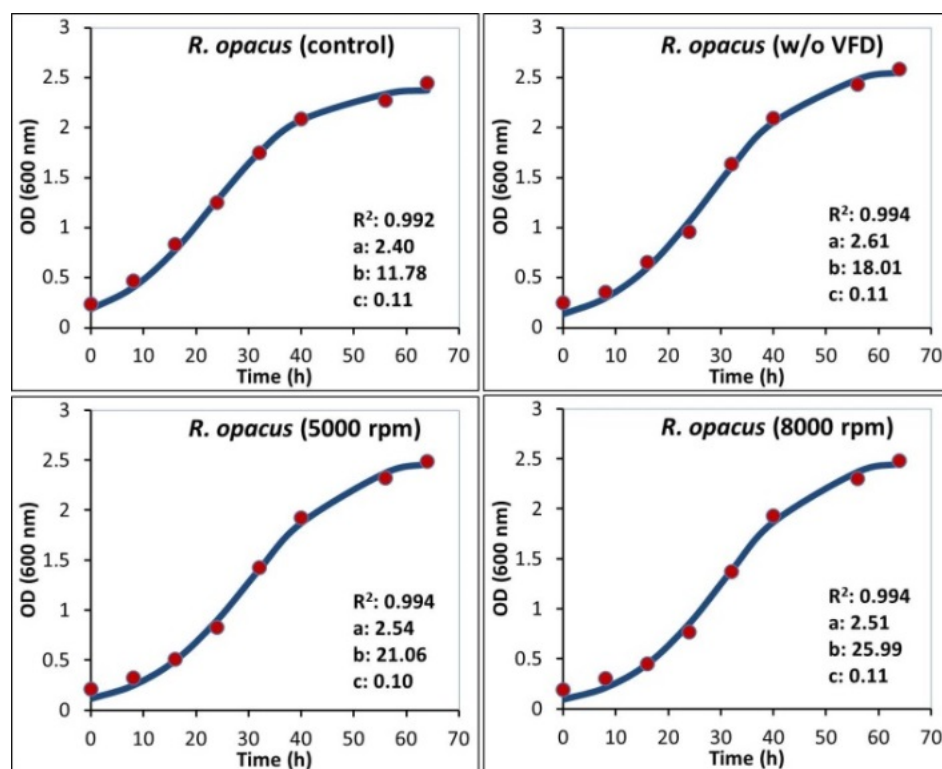 R. opacus (control)
3
2.5
2
1.5
1
0.5
0
OD (600 nm)
R²: 0.992
a: 2.40
b: 11.78
c: 0.11
0 10 20 30 40 50 60 70
Time (h)
R. opacus (w/o VFD)
3
2.5
2
1.5
1
0.5
0
OD (600 nm)
R²: 0.994
a: 2.61
b: 18.01
c: 0.11
0 10 20 30 40 50 60 70
Time (h)
R. opacus (5000 rpm)
3
2.5
2
1.5
1
0.5
0
OD (600 nm)
R²: 0.994
a: 2.54
b: 21.06
c: 0.10
0 10 20 30 40 50 60 70
Time (h)
R. opacus (8000 rpm)
3
2.5
2
1.5
1
0.5
0
OD (600 nm)
R²: 0.994
a: 2.51
b: 25.99
c: 0.11
0 10 20 30 40 50 60 70
Time (h)